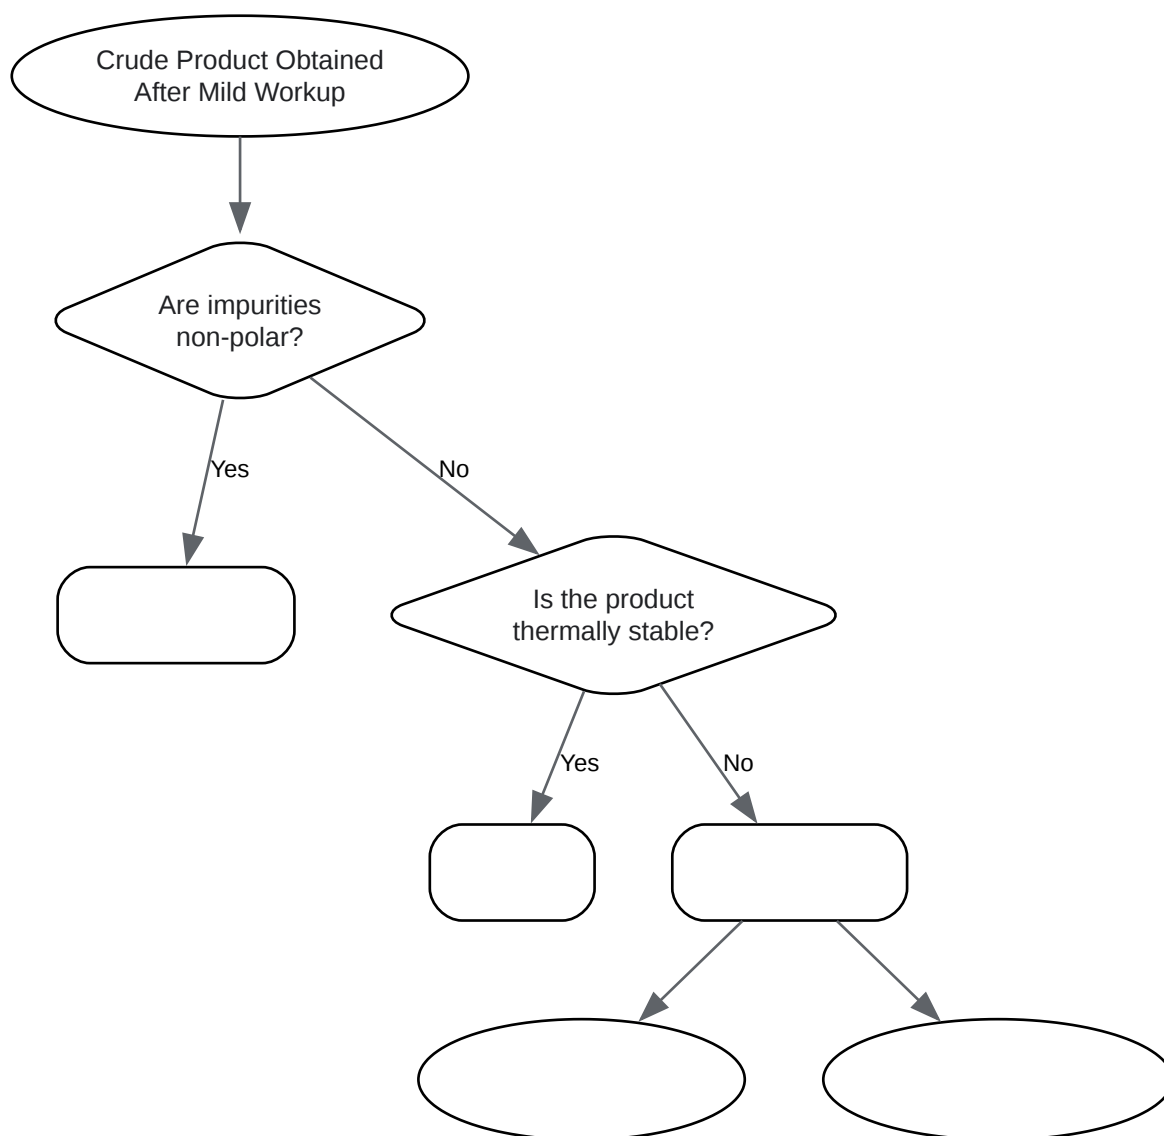 Crude Product Obtained
After Mild Workup
Are impurities
non-polar?
Yes
No
Is the product
thermally stable?
Yes
No